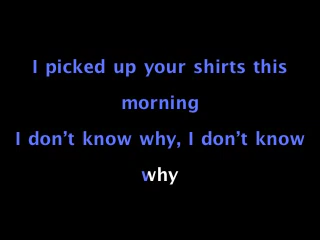 I picked up your shirts this
morning
I don’t know why, I don’t know
why